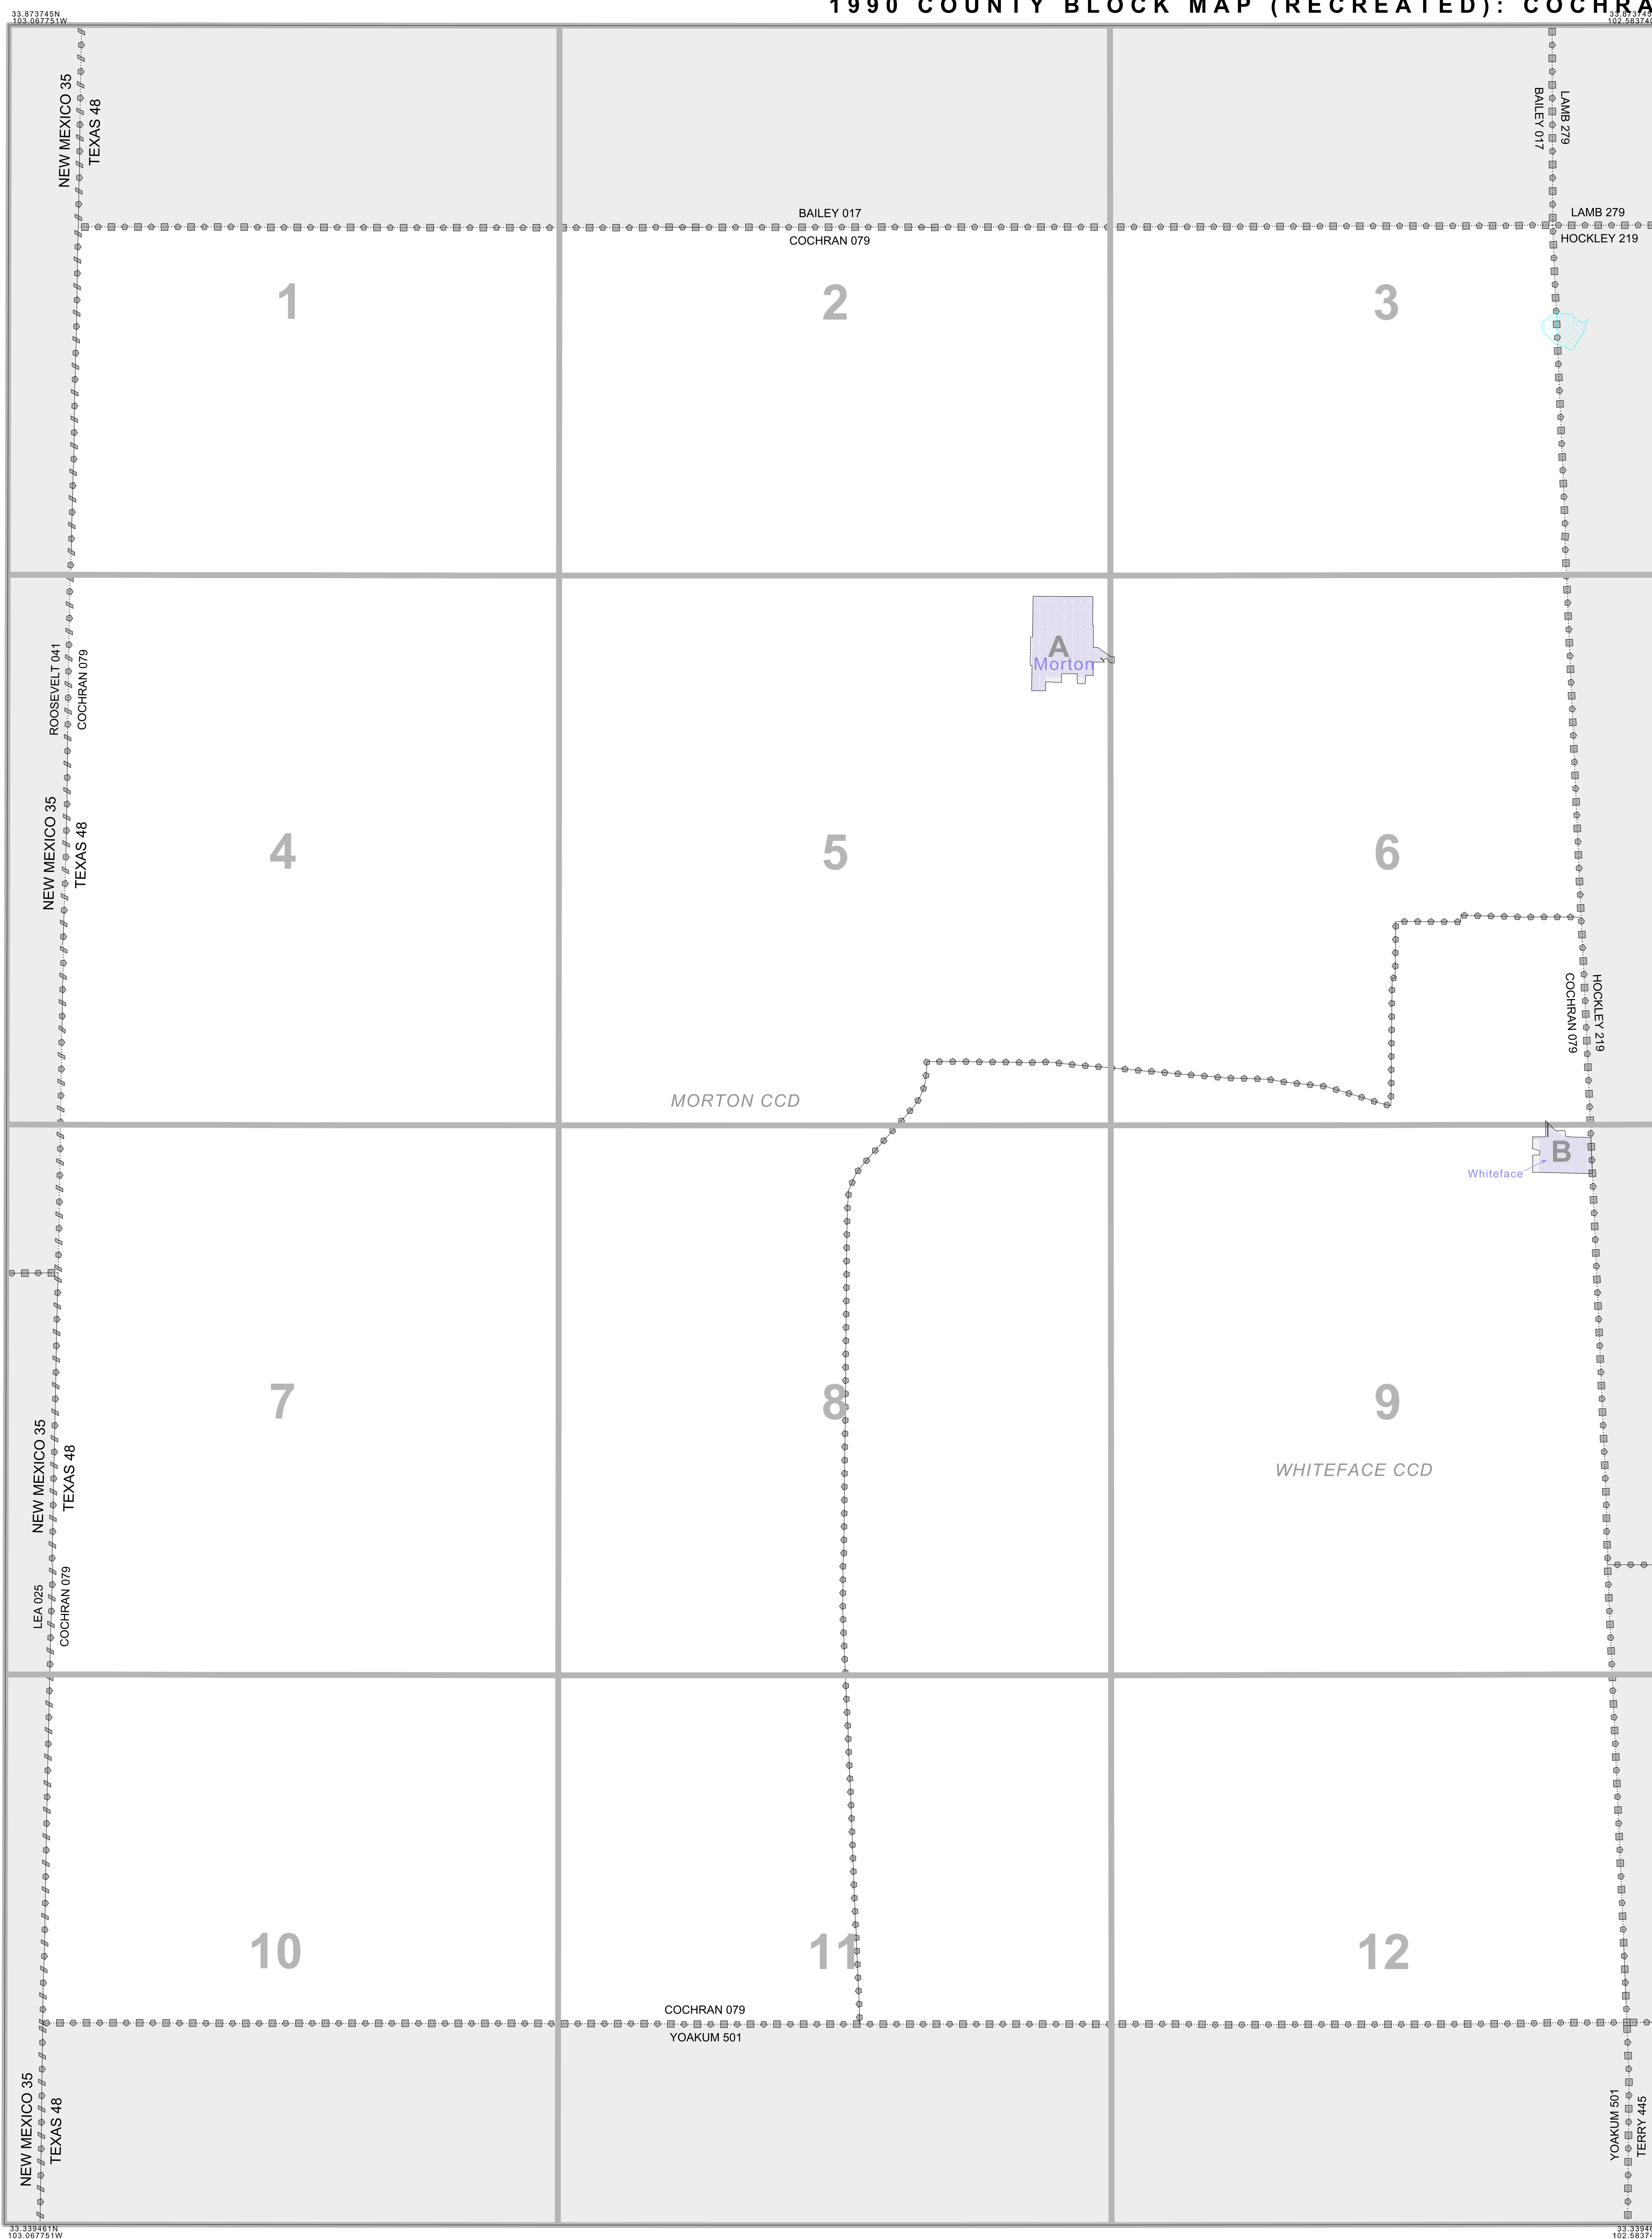 1990 COUNTY BLOCK MAP (RECREATED): COCHRA
33.873745N
103.067751W
NEW MEXICO 35
TEXAS 48
BAILEY 017
LAMB 279
BAILEY 017
COCHRAN 079
LAMB 279
HOCKLEY 219
1
2
3
A
Morton
ROOSEVELT 041
COCHRAN 079
NEW MEXICO 35
TEXAS 48
4
5
6
COCHRAN 079
HOCKLEY 219
MORTON CCD
B
Whiteface
7
8
9
NEW MEXICO 35
TEXAS 48
WHITEFACE CCD
LEA 025
COCHRAN 079
10
11
12
COCHRAN 079
YOAKUM 501
NEW MEXICO 35
TEXAS 48
YOAKUM 501
TERRY 445
33.339461N
103.067751W